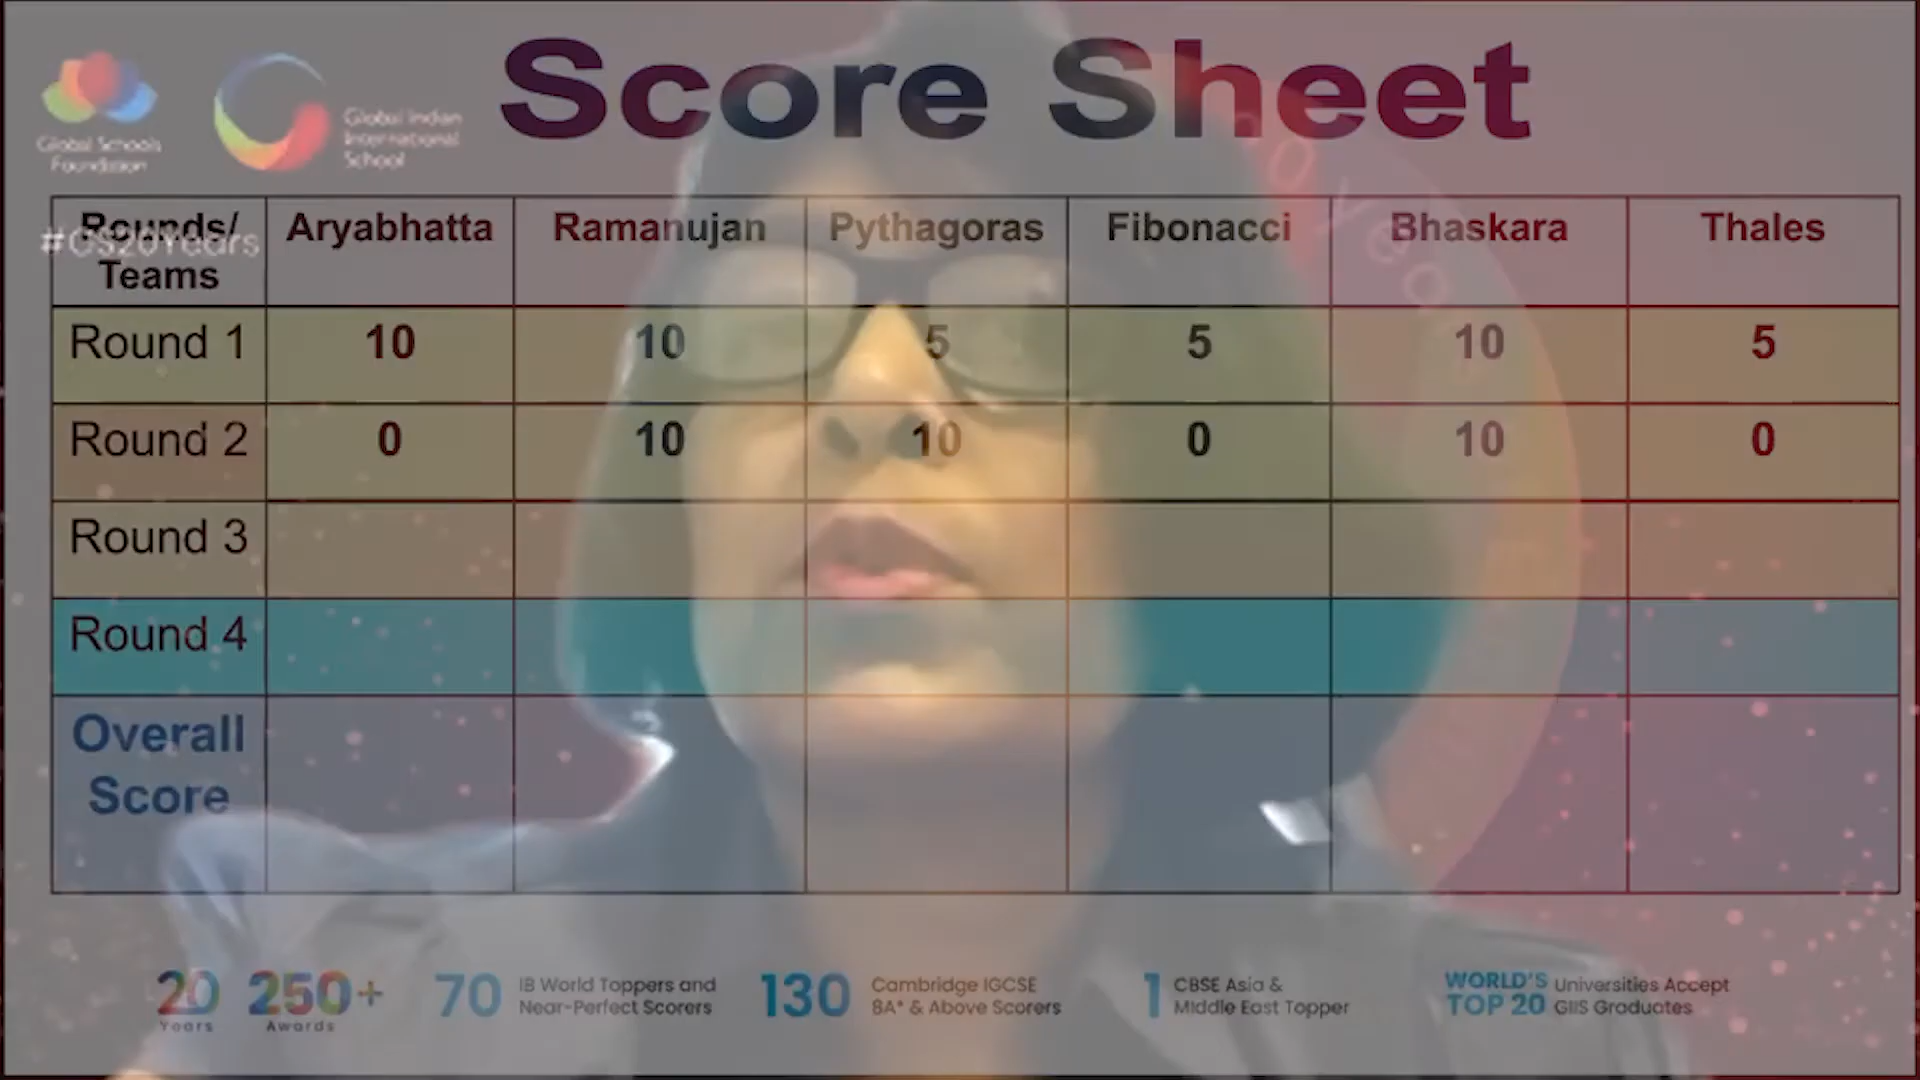 Score Sheet
Global Schools
Foundation
Global Indian
International
School
#GS20Years
Rounds/
Teams
Aryabhatta Ramanujan Pythagoras Fibonacci Bhaskara Thales
Round 1 10 10 5 5 10 5
Round 2 0 10 10 0 10 0
Round 3
Round 4
Overall
Score
20 Years
250+ Awards
70 IB World Toppers and
Near-Perfect Scorers
130 Cambridge IGCSE
8A* & Above Scorers
1 CBSE Asia &
Middle East Topper
WORLD'S
TOP 20
Universities Accept
GIIS Graduates